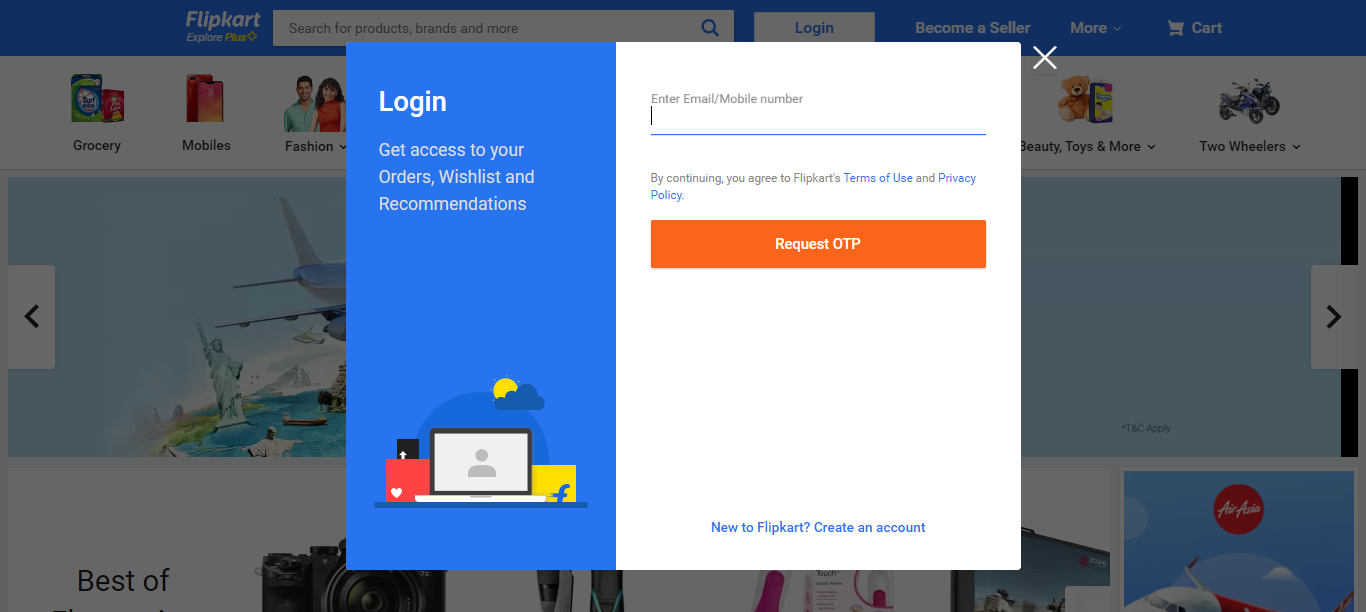 Flipkart
Explore Plus
Search for products, brands and more
Login
Become a Seller
More
Cart
Grocery
Mobiles
Fashion
Beauty, Toys & More
Two Wheelers
Login
Get access to your
Orders, Wishlist and
Recommendations
Enter Email/Mobile number
By continuing, you agree to Flipkart's Terms of Use and Privacy
Policy.
Request OTP
New to Flipkart? Create an account
*T&C Apply
AirAsia
Best of
Touch